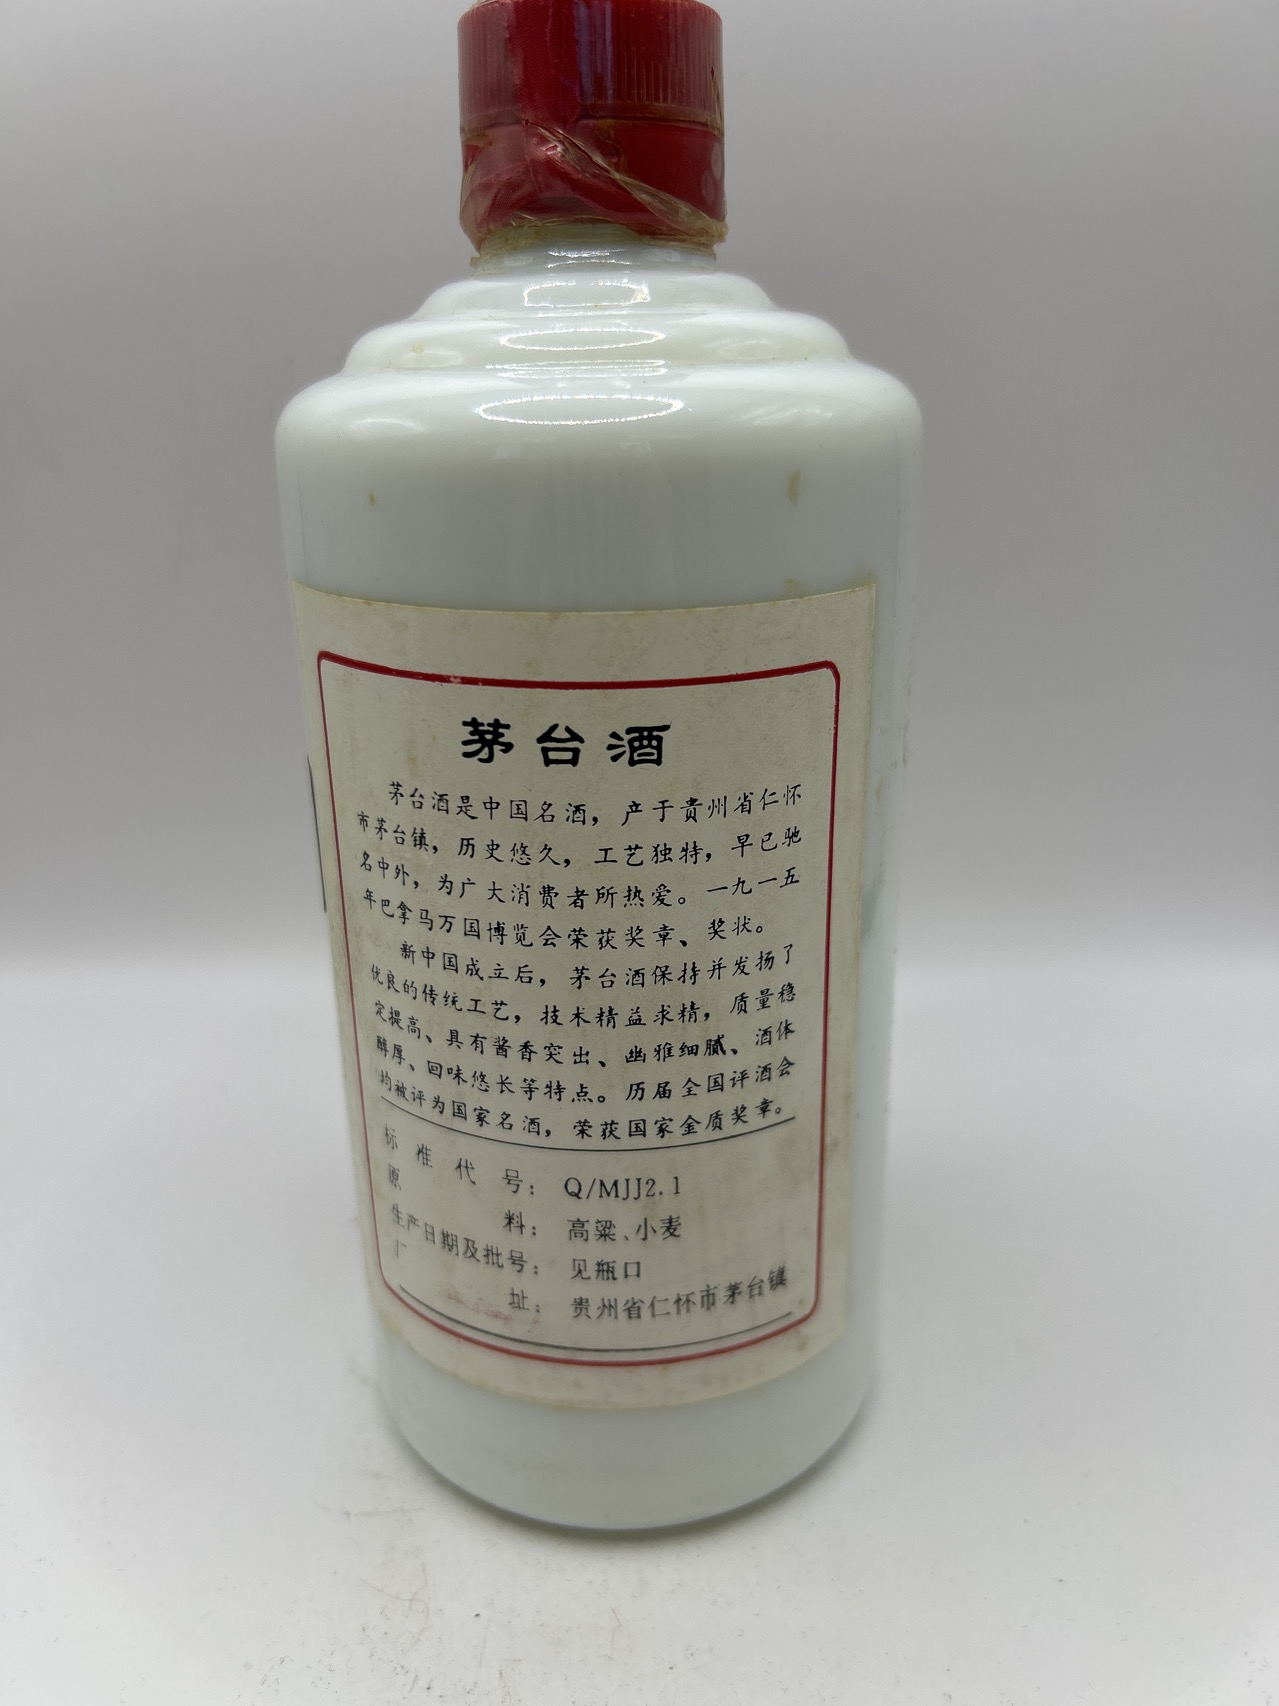 茅台酒
茅台酒是中国名酒，产于贵州省仁怀
市茅台镇，历史悠久，工艺独特，早已驰
名中外，为广大消费者所热爱。一九一五
年巴拿马万国博览会荣获奖章、奖状。
新中国成立后，茅台酒保持并发扬了
优良的传统工艺，技术精益求精，质量稳
定提高、具有酱香突出、幽雅细腻、酒体
醇厚、回味悠长等特点。历届全国评酒会
均被评为国家名酒，荣获国家金质奖章。
标准代号：Q/MJJ2.1
原料：高粱、小麦
生产日期及批号：见瓶口
厂址：贵州省仁怀市茅台镇